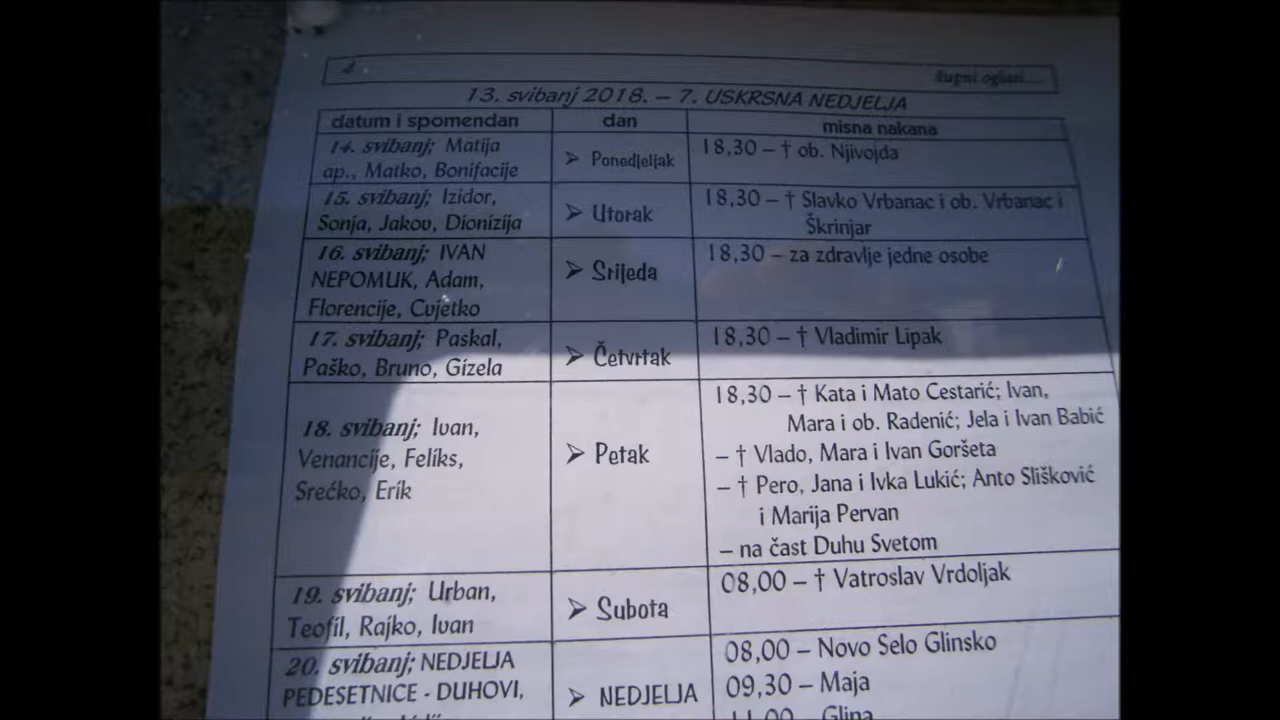 4
župni oglasi....
13. svibanj 2018. – 7. USKRSNA NEDJELJA
datum i spomendan
dan
misna nakana
14. svibanj; Matija
ap., Matko, Bonifacije
➢ Ponedjeljak
18,30 – † ob. Njivojda
15. svibanj; Izidor,
Sonja, Jakov, Dionizija
➢ Utorak
18,30 – † Slavko Vrbanac i ob. Vrbanac i
Škrinjar
16. svibanj; IVAN
NEPOMUK, Adam,
Florencije, Cvjetko
➢ Srijeda
18,30 – za zdravlje jedne osobe
17. svibanj; Paskal,
Paško, Bruno, Gizela
➢ Četvrtak
18,30 – † Vladimir Lipak
18. svibanj; Ivan,
Venancije, Feliks,
Srećko, Erik
➢ Petak
18,30 – † Kata i Mato Cestarić; Ivan,
Mara i ob. Radenić; Jela i Ivan Babić
– † Vlado, Mara i Ivan Goršeta
– † Pero, Jana i Ivka Lukić; Anto Slišković
i Marija Pervan
– na čast Duhu Svetom
19. svibanj; Urban,
Teofil, Rajko, Ivan
➢ Subota
08,00 – † Vatroslav Vrdoljak
20. svibanj; NEDJELJA
PEDESETNICE - DUHOVI,
➢ NEDJELJA
08,00 – Novo Selo Glinsko
09,30 – Maja
11,00 – Glina